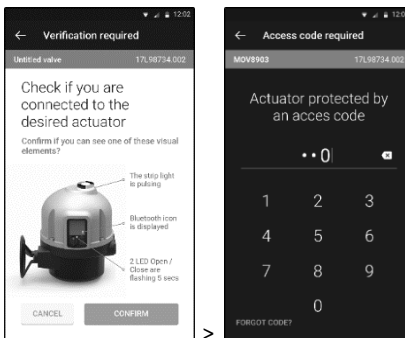 12:02
Verification required
Untitled valve 17L98734.002
Check if you are
connected to the
desired actuator
Confirm if you can see one of these visual
elements?
The stop light
is pulsing
Bluetooth icon
is displayed
2 LED Open /
Close are
flashing 5 secs
CANCEL CONFIRM
>
12:02
Access code required
MOV8903 17L98734.002
Actuator protected by
an acces code
••0
1 2 3
4 5 6
7 8 9
0
FORGOT CODE?